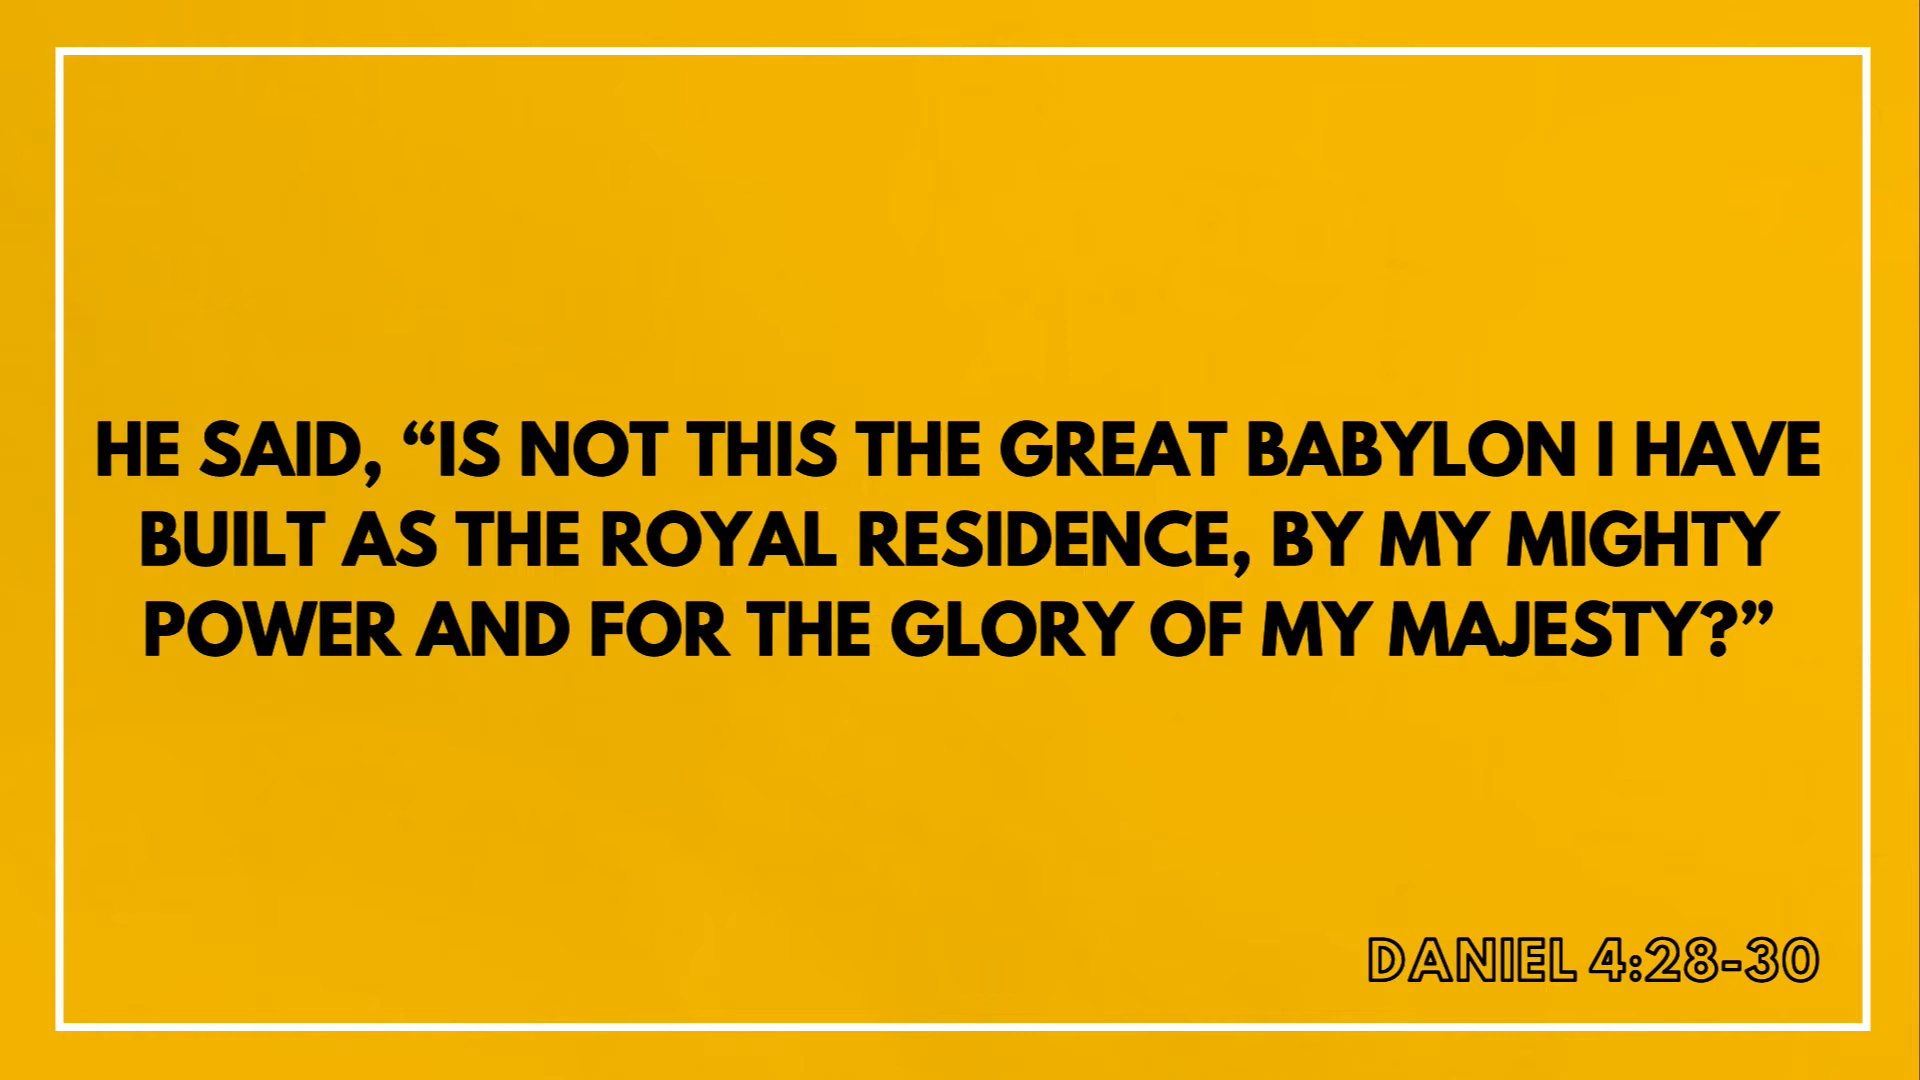 HE SAID, “IS NOT THIS THE GREAT BABYLON I HAVE
BUILT AS THE ROYAL RESIDENCE, BY MY MIGHTY
POWER AND FOR THE GLORY OF MY MAJESTY?”
DANIEL 4:28-30